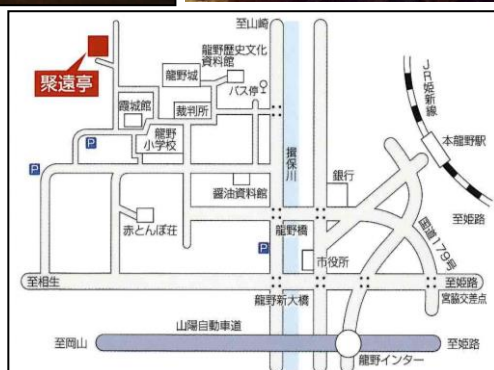 至山崎
聚遠亭
龍野歴史文化
資料館
龍野城
バス停
JR姫新線
霞城館
裁判所
本龍野駅
龍野
小学校
P
P
揖保川
銀行
醤油資料館
至姫路
赤とんぼ荘
龍野橋
国道179号
P
市役所
至相生
至姫路
龍野新大橋
宮脇交差点
山陽自動車道
至岡山
至姫路
龍野インター